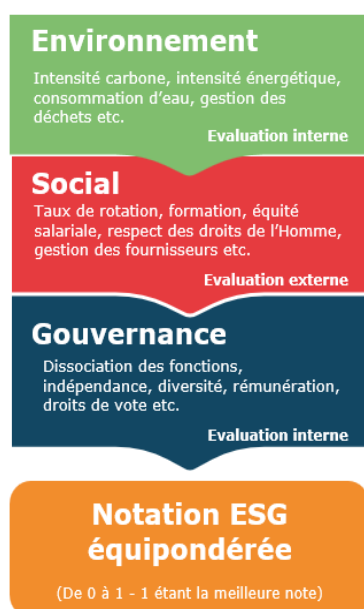 Environnement
Intensité carbone, intensité énergétique,
consommation d'eau, gestion des
déchets etc.
Evaluation interne
Social
Taux de rotation, formation, équité
salariale, respect des droits de l'Homme,
gestion des fournisseurs etc.
Evaluation externe
Gouvernance
Dissociation des fonctions,
indépendance, diversité, rémunération,
droits de vote etc.
Evaluation interne
Notation ESG
équipondérée
(De 0 à 1 - 1 étant la meilleure note)